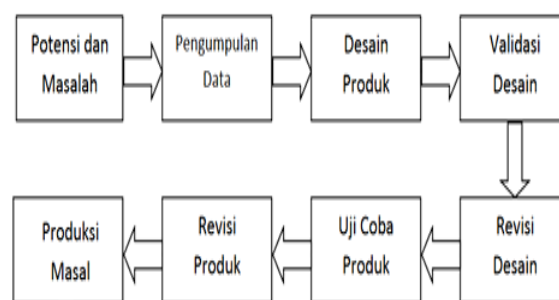 Potensi dan
Masalah
Pengumpulan
Data
Desain
Produk
Validasi
Desain
Revisi
Desain
Uji Coba
Produk
Revisi
Produk
Produksi
Masal